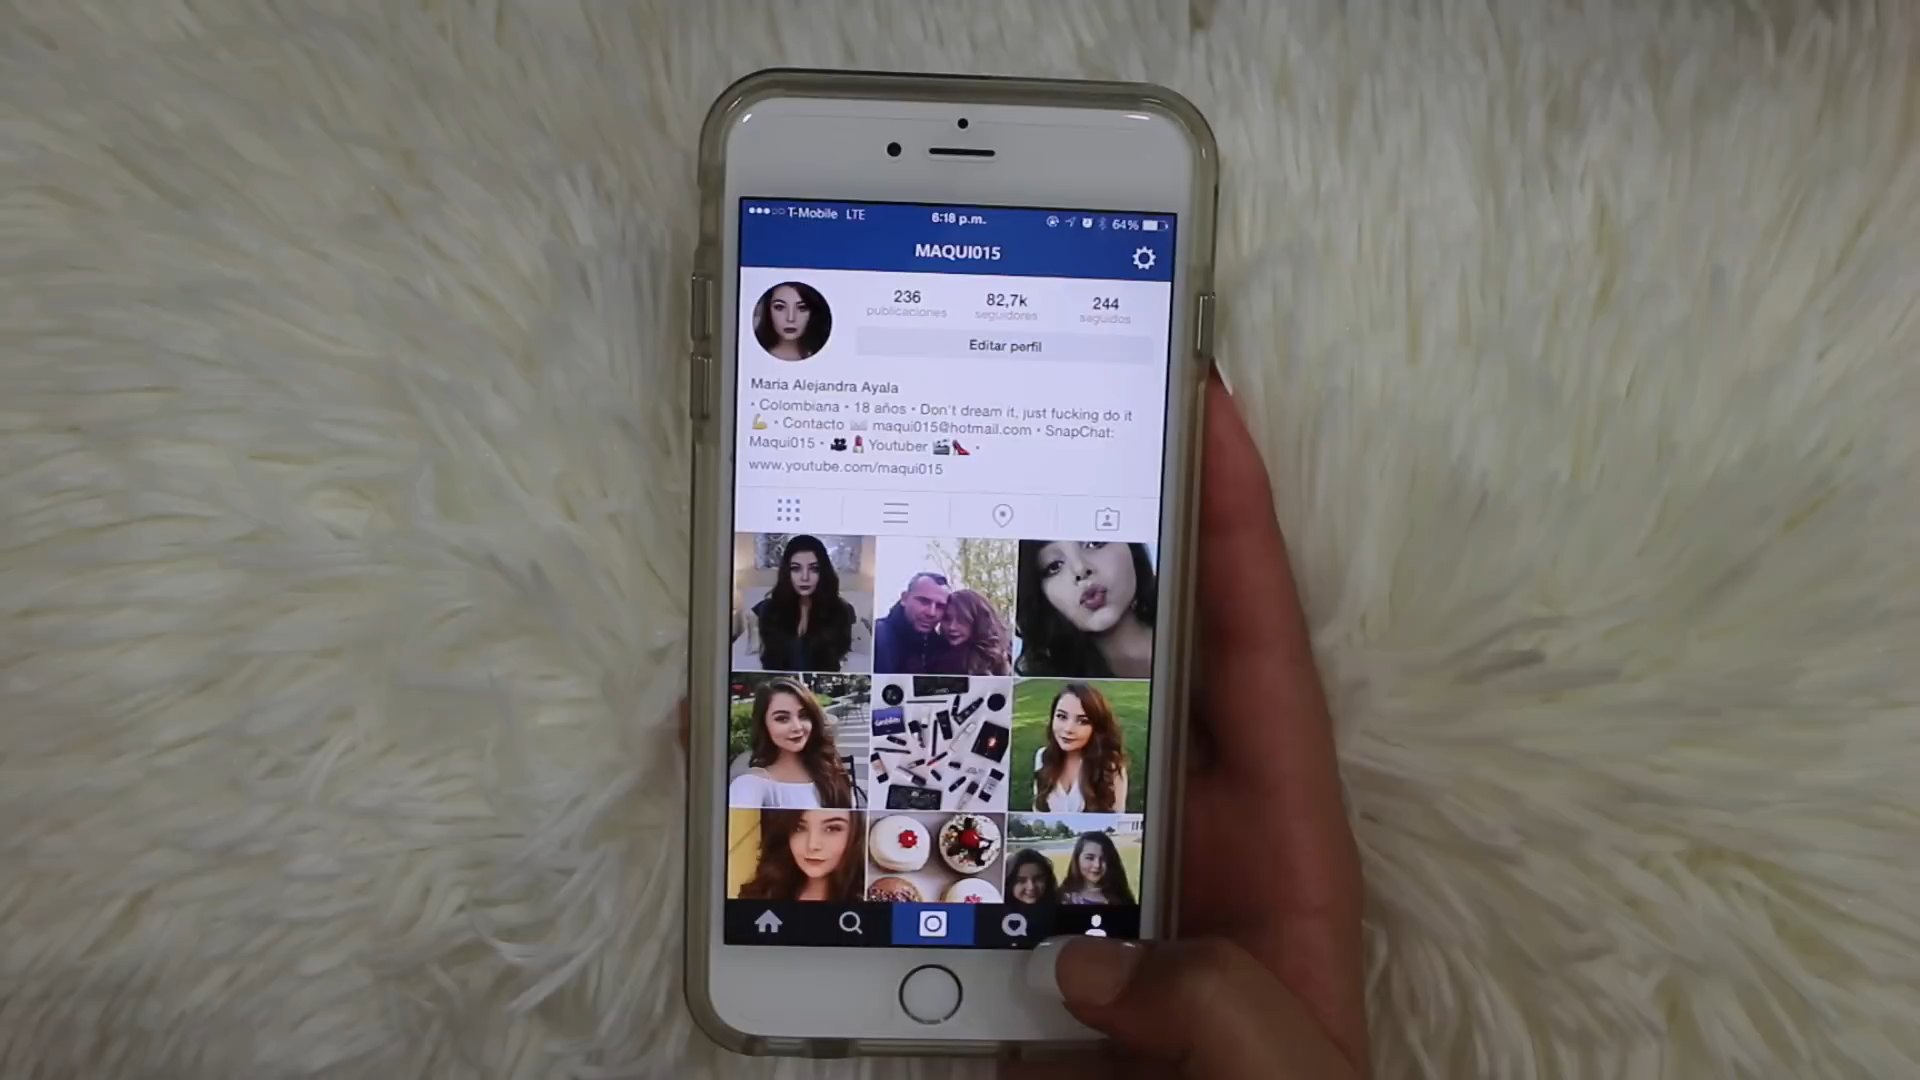 T-Mobile LTE 6:18 p.m. 64%
MAQUI015
236 82,7k 244
publicaciones seguidores seguidos
Editar perfil
Maria Alejandra Ayala
• Colombiana • 18 años • Don't dream it, just fucking do it
💪 • Contacto 📖 maqui015@hotmail.com • SnapChat:
Maqui015 • 🎥💄Youtuber 🎬👠 •
www.youtube.com/maqui015